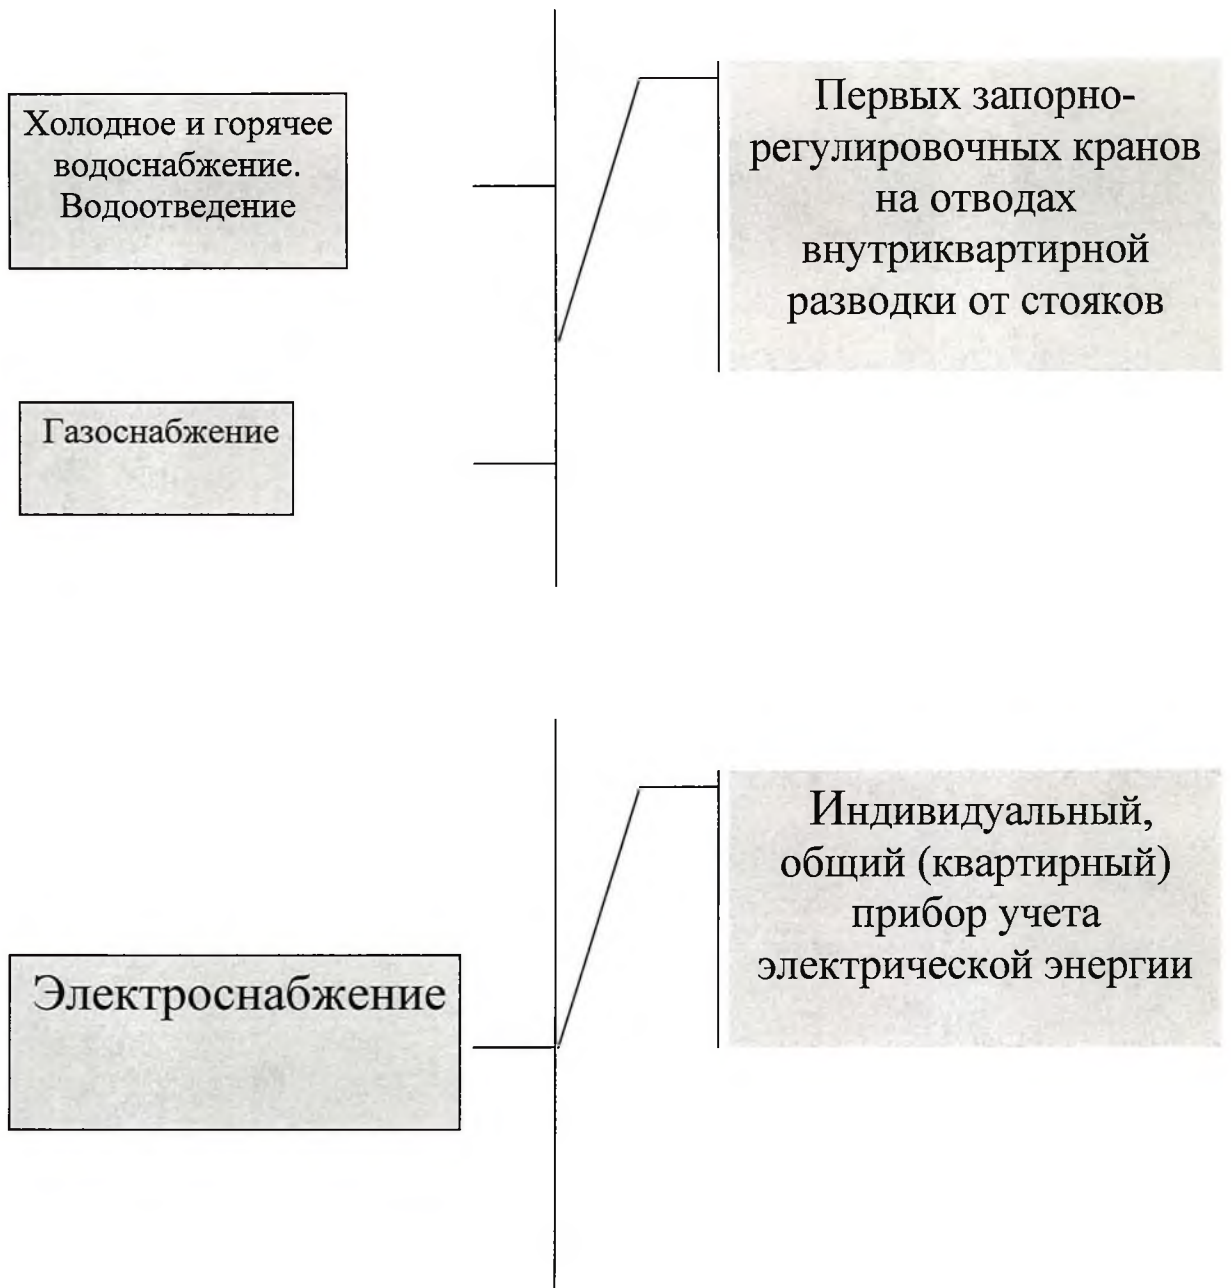 Холодное и горячее
водоснабжение.
Водоотведение
Первых запорно-
регулировочных кранов
на отводах
внутриквартирной
разводки от стояков
Газоснабжение
Электроснабжение
Индивидуальный,
общий (квартирный)
прибор учета
электрической энергии